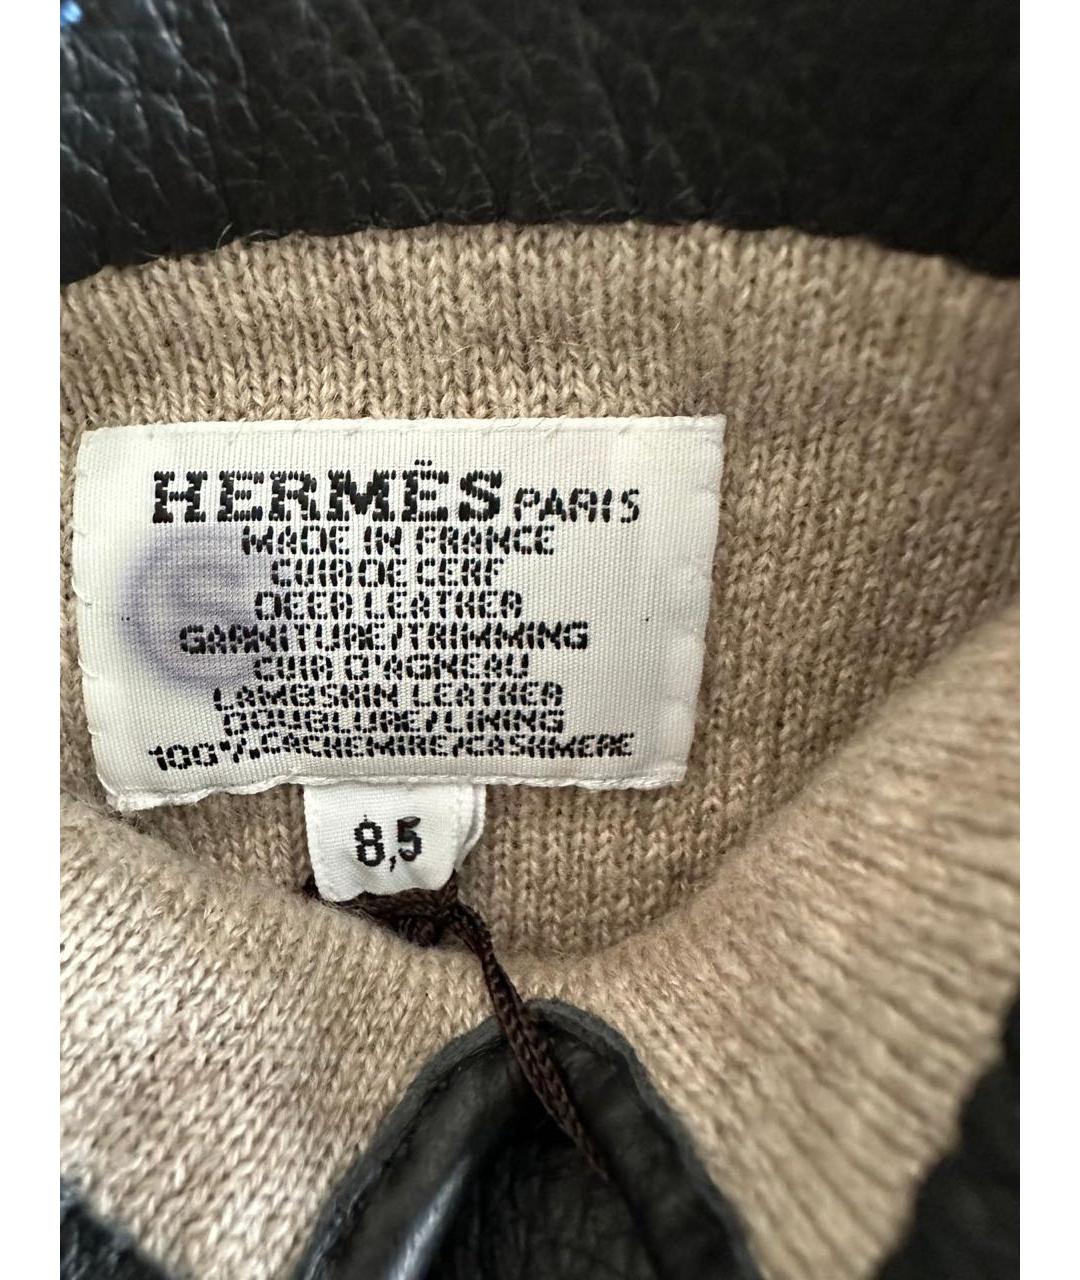 HERMÈS PARIS
MADE IN FRANCE
CUIR DE CERF
DEER LEATHER
GARNITURE/TRIMMING
CUIR D'AGNEAU
LAMBSKIN LEATHER
DOUBLURE/LINING
100% CACHEMIRE/CASHMERE
8,5